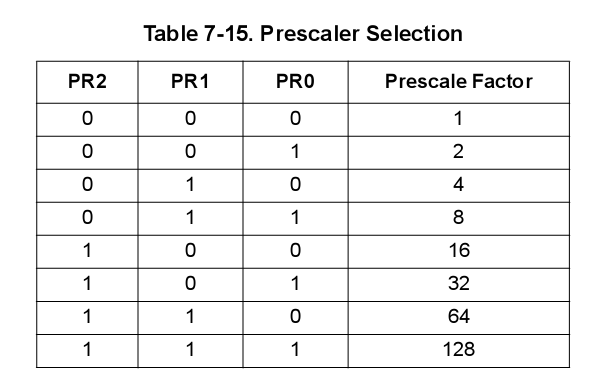 Table 7-15. Prescaler Selection
PR2 PR1 PR0 Prescale Factor
0 0 0 1
0 0 1 2
0 1 0 4
0 1 1 8
1 0 0 16
1 0 1 32
1 1 0 64
1 1 1 128